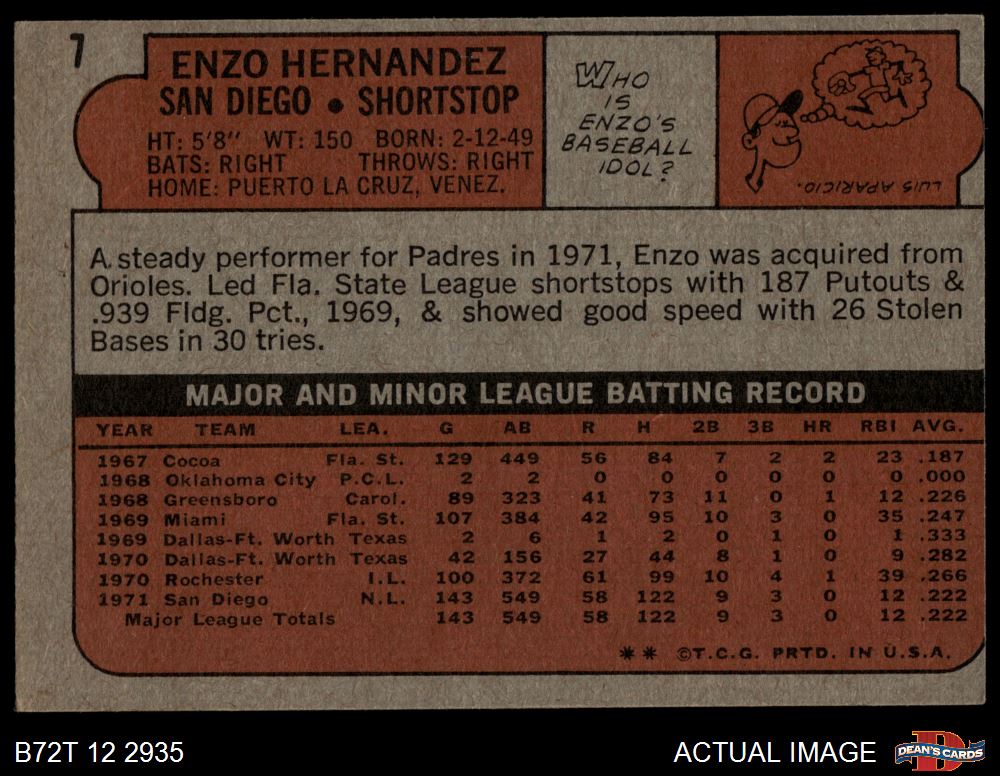 7
ENZO HERNANDEZ
SAN DIEGO • SHORTSTOP
HT: 5'8" WT: 150 BORN: 2-12-49
BATS: RIGHT THROWS: RIGHT
HOME: PUERTO LA CRUZ, VENEZ.
WHO
IS
ENZO'S
BASEBALL
IDOL?
LUIS APARICIO.
A steady performer for Padres in 1971, Enzo was acquired from
Orioles. Led Fla. State League shortstops with 187 Putouts &
.939 Fldg. Pct., 1969, & showed good speed with 26 Stolen
Bases in 30 tries.
MAJOR AND MINOR LEAGUE BATTING RECORD
YEAR TEAM LEA. G AB R H 2B 3B HR RBI AVG.
1967 Cocoa Fla. St. 129 449 56 84 7 2 2 23 .187
1968 Oklahoma City P.C.L. 2 2 0 0 0 0 0 0 .000
1968 Greensboro Carol. 89 323 41 73 11 0 1 12 .226
1969 Miami Fla. St. 107 384 42 95 10 3 0 35 .247
1969 Dallas-Ft. Worth Texas 2 6 1 2 0 1 0 1 .333
1970 Dallas-Ft. Worth Texas 42 156 27 44 8 1 0 9 .282
1970 Rochester I.L. 100 372 61 99 10 4 1 39 .266
1971 San Diego N.L. 143 549 58 122 9 3 0 12 .222
Major League Totals 143 549 58 122 9 3 0 12 .222
** ©T.C.G. PRTD. IN U.S.A.
B72T 12 2935
ACTUAL IMAGE
DEAN'S CARDS